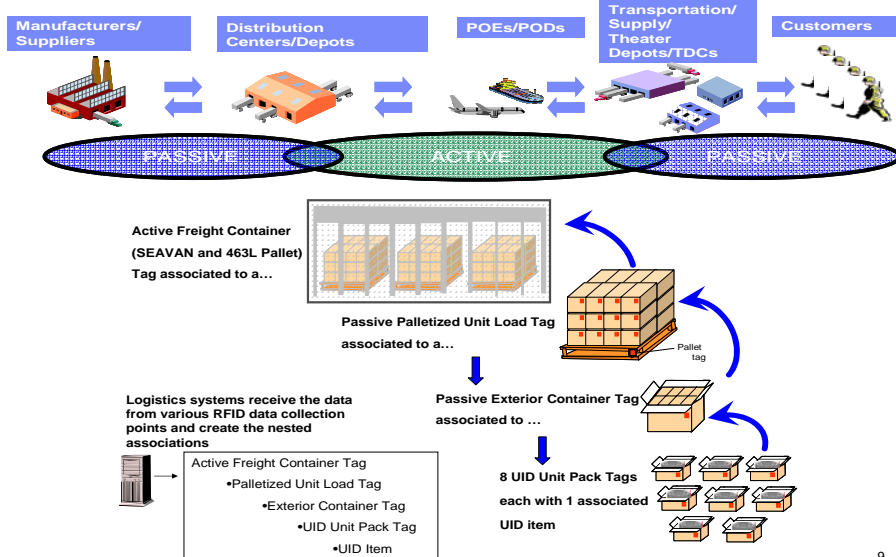 Manufacturers/
Suppliers
Distribution
Centers/Depots
POEs/PODs
Transportation/
Supply/
Theater
Depots/TDCs
Customers
PASSIVE
ACTIVE
PASSIVE
Active Freight Container
(SEAVAN and 463L Pallet)
Tag associated to a…
Passive Palletized Unit Load Tag
associated to a…
Pallet
tag
Passive Exterior Container Tag
associated to …
Logistics systems receive the data
from various RFID data collection
points and create the nested
associations
Active Freight Container Tag
•Palletized Unit Load Tag
•Exterior Container Tag
•UID Unit Pack Tag
•UID Item
8 UID Unit Pack Tags
each with 1 associated
UID item
9